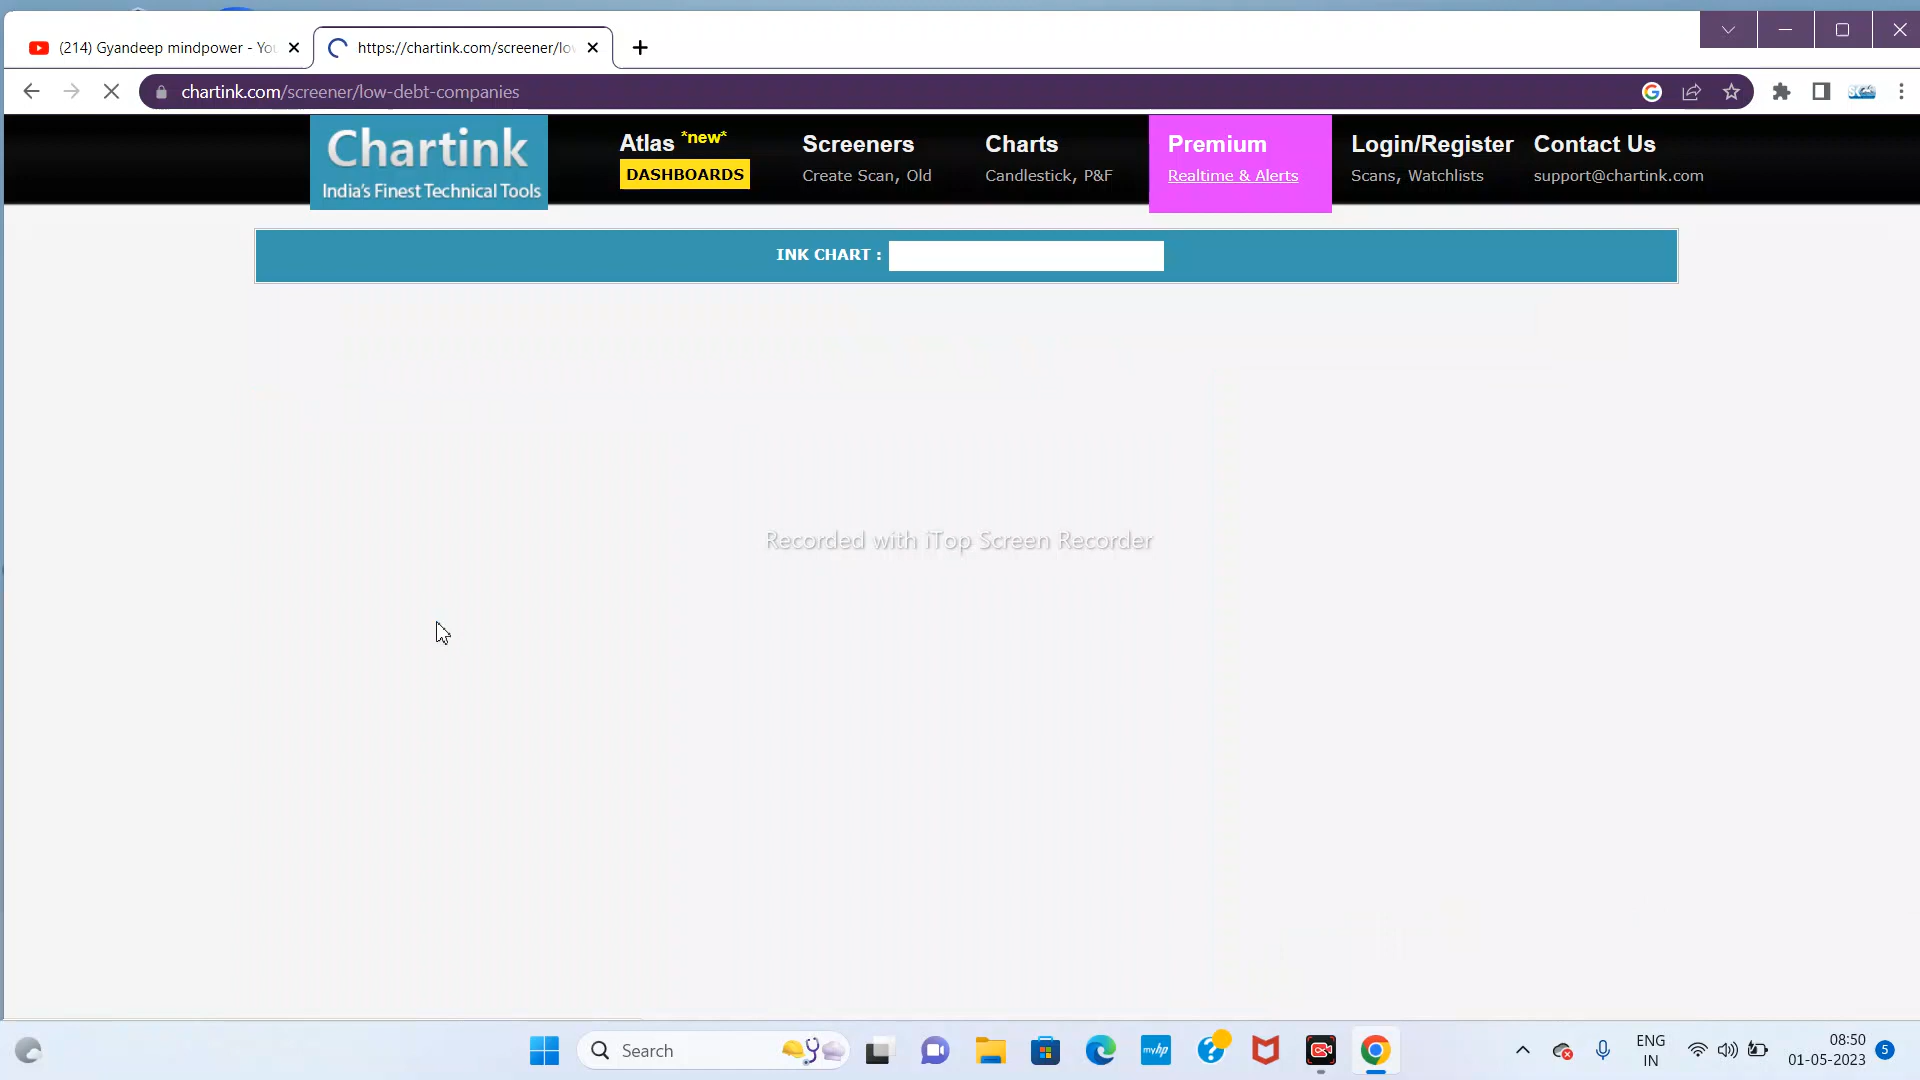 (214) Gyandeep mindpower - You
https://chartink.com/screener/lo
chartink.com/screener/low-debt-companies
Chartink
India's Finest Technical Tools
Atlas *new*
DASHBOARDS
Screeners
Create Scan, Old
Charts
Candlestick, P&F
Premium
Realtime & Alerts
Login/Register
Scans, Watchlists
Contact Us
support@chartink.com
INK CHART :
Recorded with iTop Screen Recorder
Search
myhp
ENG
IN
08:50
01-05-2023
5